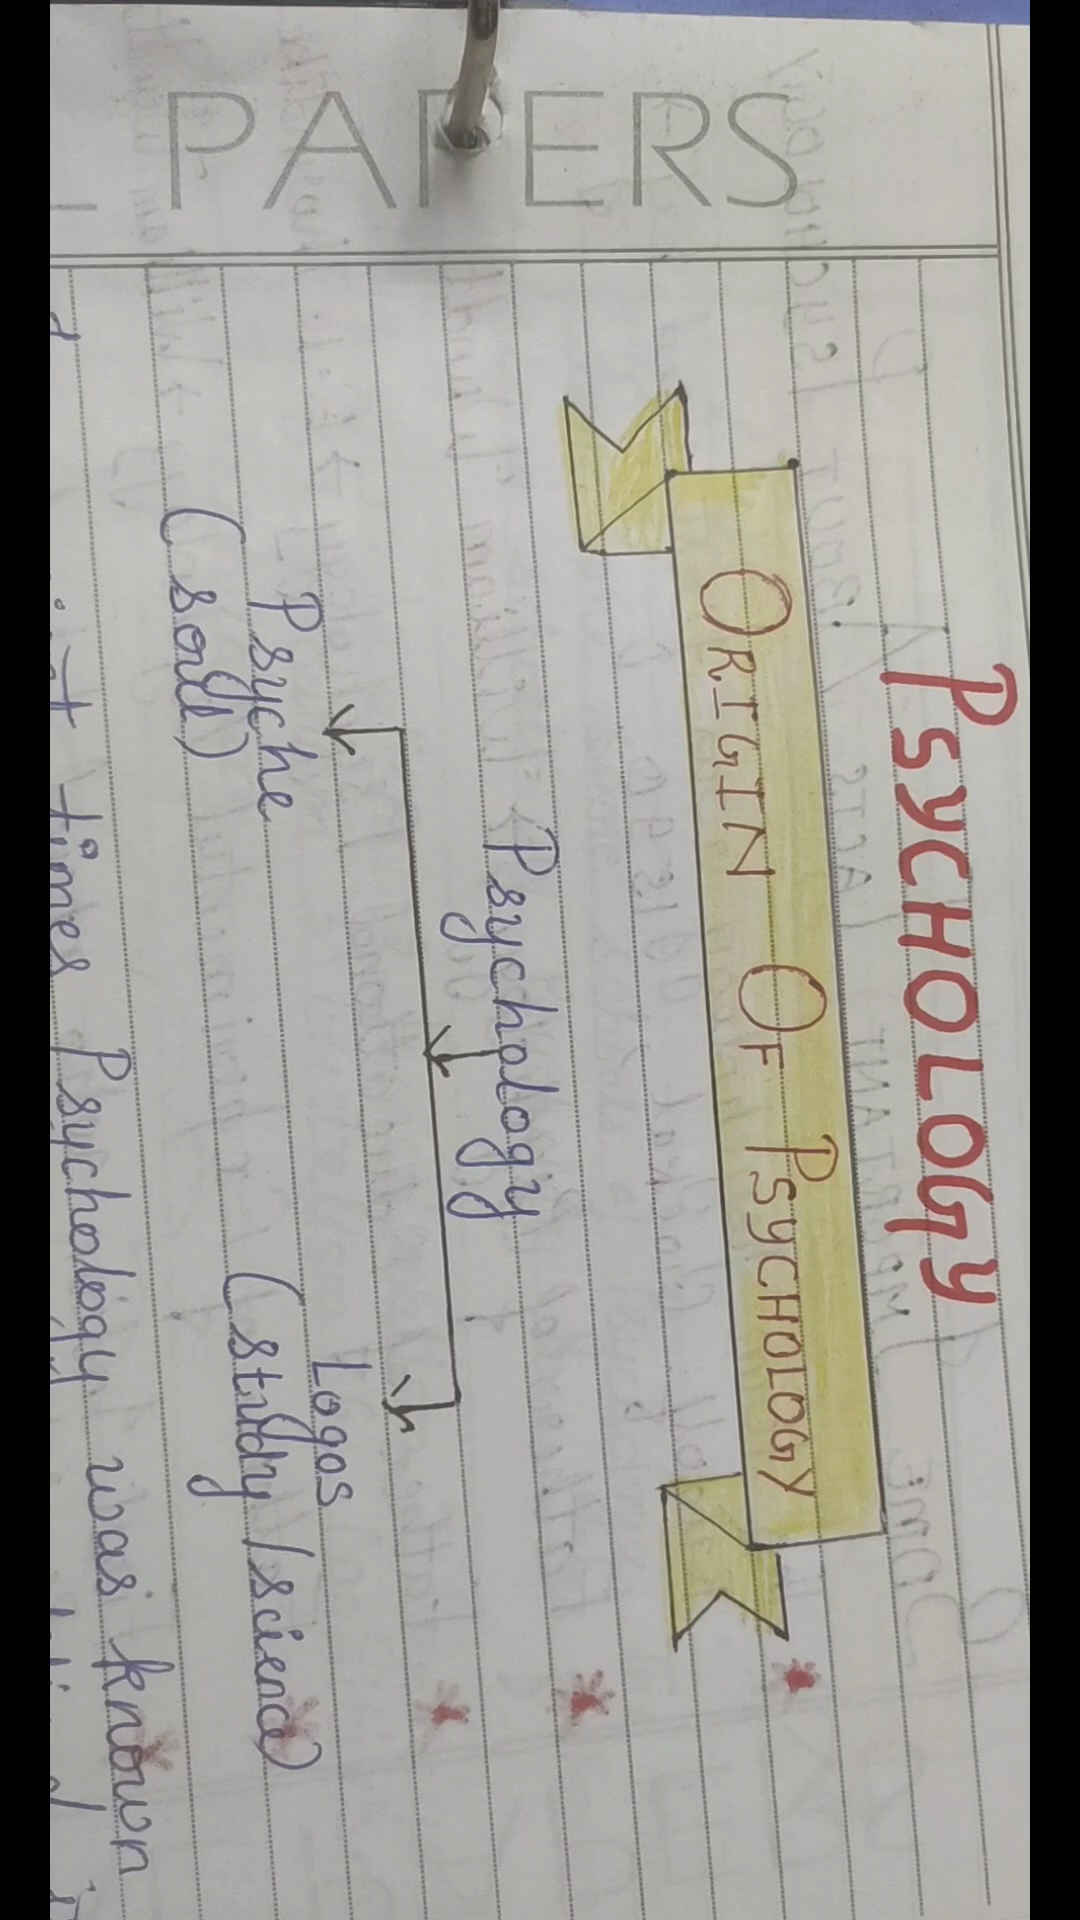 PAPERS
PSYCHOLOGY
ORIGIN OF PSYCHOLOGY
Psychology
Psyche Logos
(soul) (study/science)
times Psychology was known